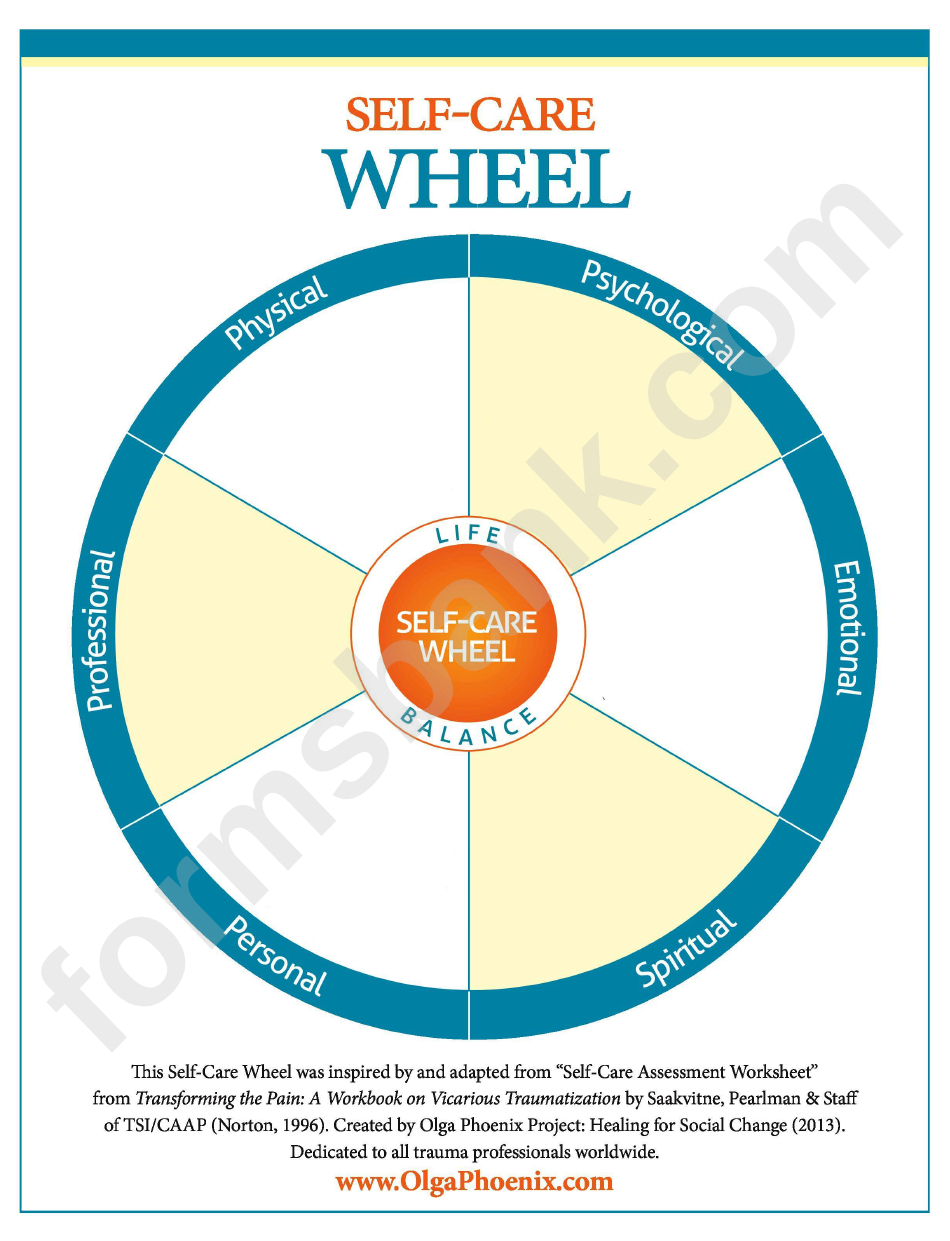 SELF-CARE
WHEEL
Physical
Psychological
Professional
Emotional
LIFE
SELF-CARE
WHEEL
BALANCE
Personal
Spiritual
formsbank.com
This Self-Care Wheel was inspired by and adapted from “Self-Care Assessment Worksheet”
from Transforming the Pain: A Workbook on Vicarious Traumatization by Saakvitne, Pearlman & Staff
of TSI/CAAP (Norton, 1996). Created by Olga Phoenix Project: Healing for Social Change (2013).
Dedicated to all trauma professionals worldwide.
www.OlgaPhoenix.com